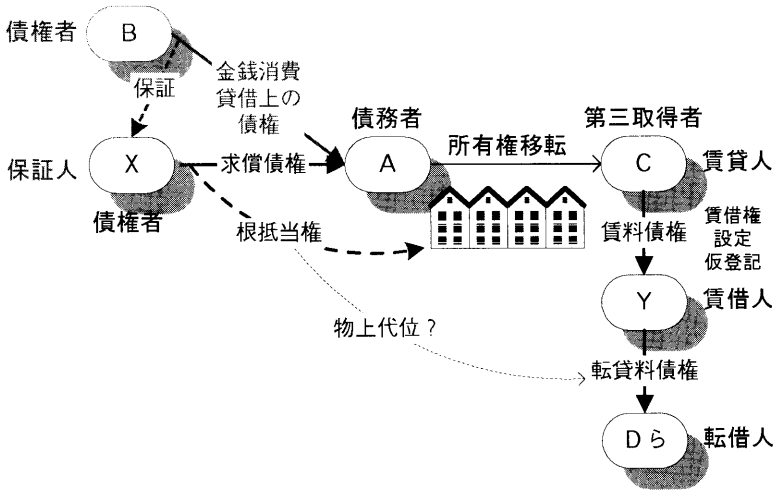 債権者
B
保証
金銭消費
貸借上の
債権
保証人
X
債権者
求償債権
債務者
A
所有権移転
第三取得者
C
賃貸人
根抵当権
賃料債権
賃借権
設定
仮登記
Y
賃借人
物上代位?
転貸料債権
Dら
転借人